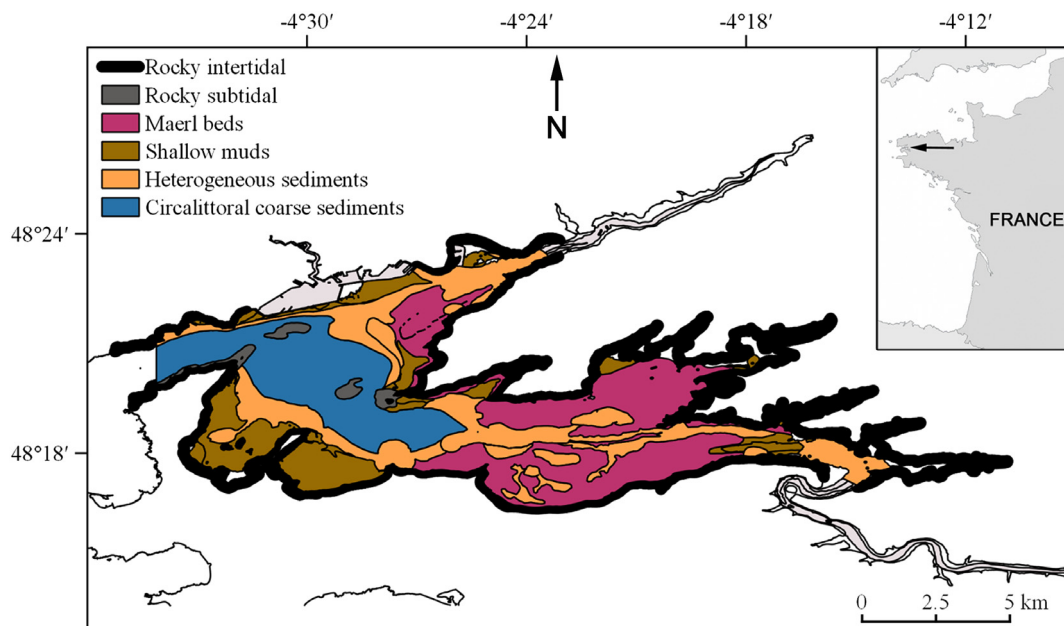 -4°30' -4°24' -4°18' -4°12'
Rocky intertidal
Rocky subtidal
Maerl beds
Shallow muds
Heterogeneous sediments
Circalittoral coarse sediments
N
FRANCE
48°24'
48°18'
0 2.5 5 km